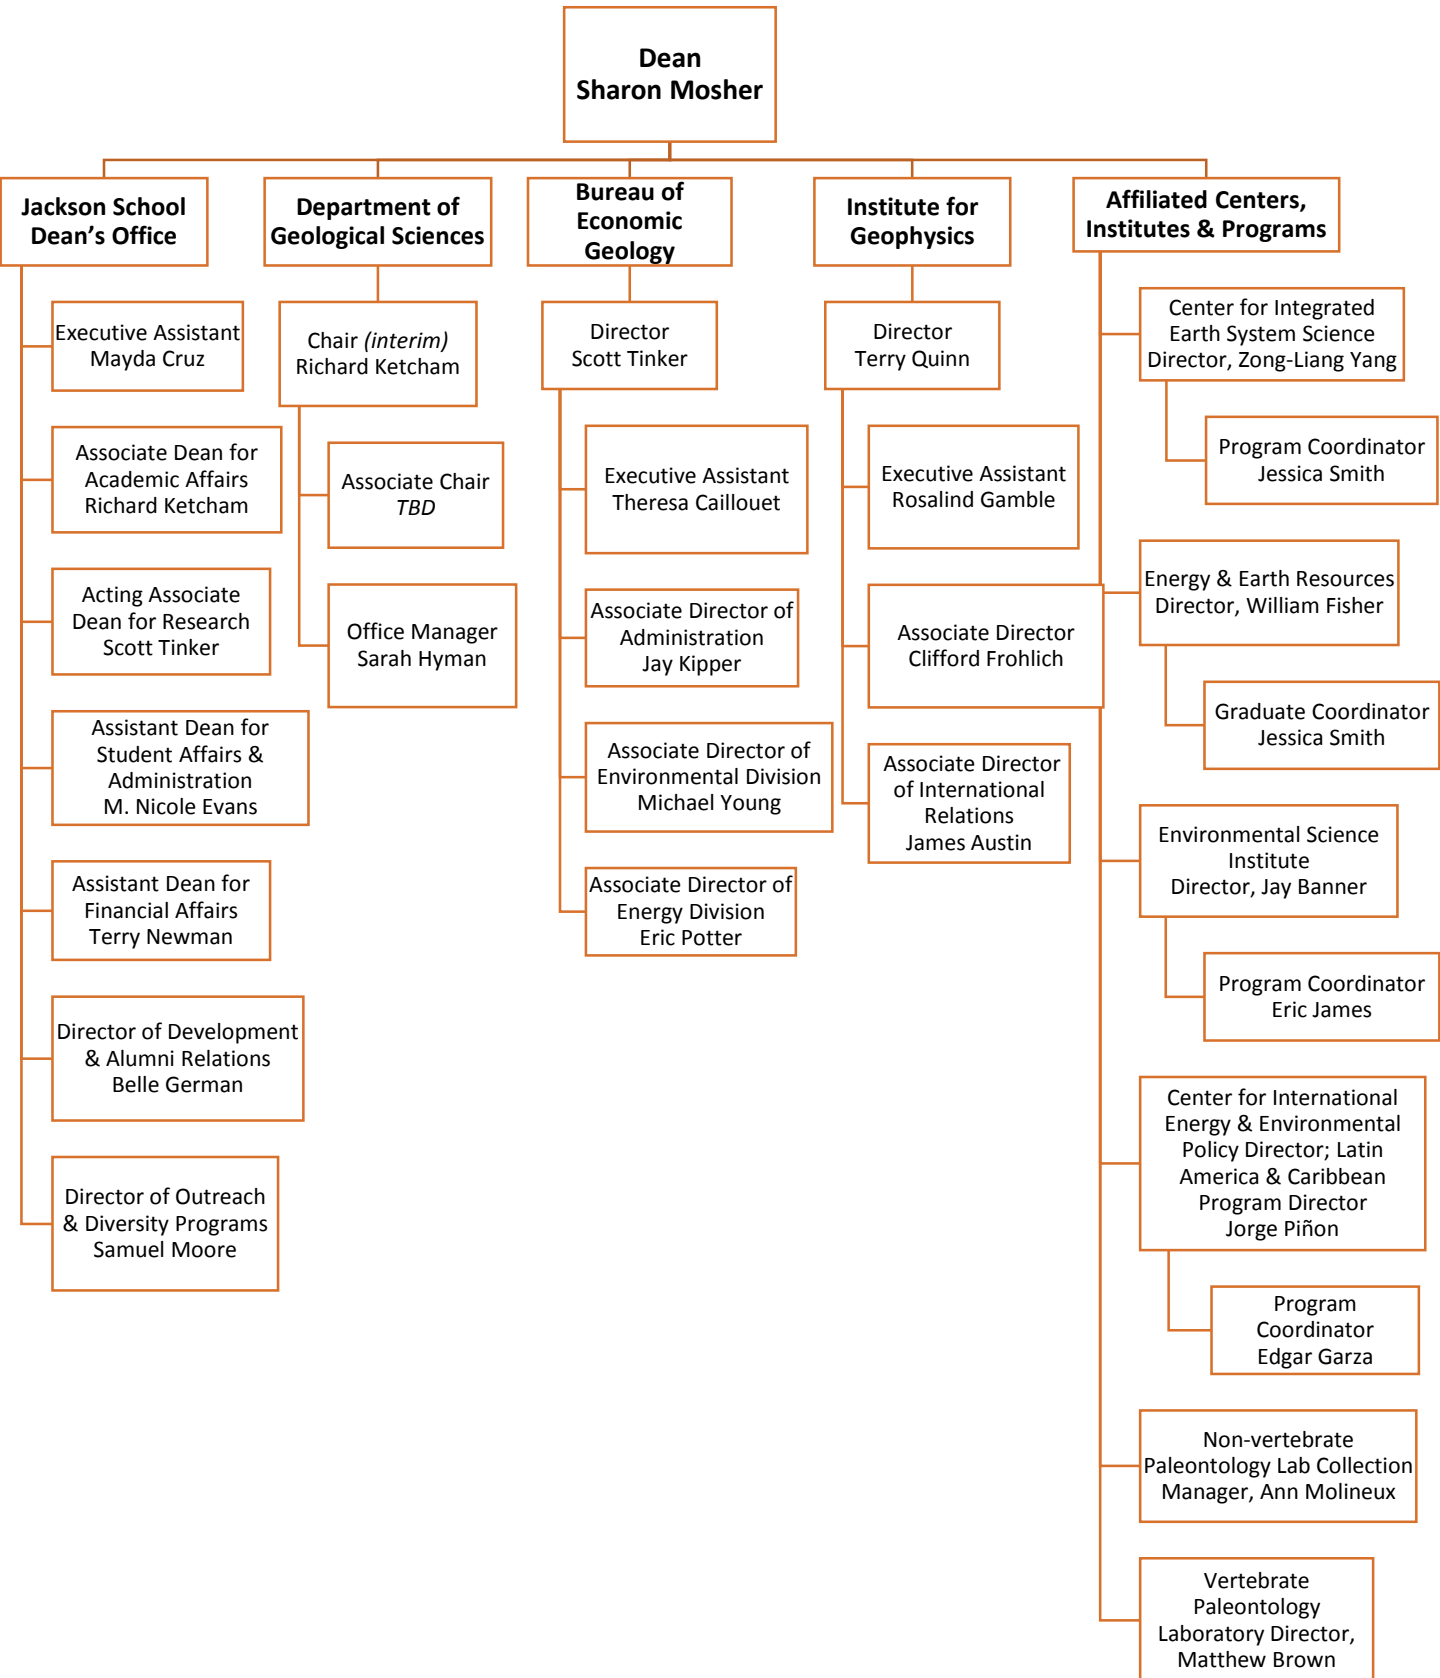 Dean
Sharon Mosher
Jackson School
Dean's Office
Executive Assistant
Mayda Cruz
Associate Dean for
Academic Affairs
Richard Ketcham
Acting Associate
Dean for Research
Scott Tinker
Assistant Dean for
Student Affairs &
Administration
M. Nicole Evans
Assistant Dean for
Financial Affairs
Terry Newman
Director of Development
& Alumni Relations
Belle German
Director of Outreach
& Diversity Programs
Samuel Moore
Department of
Geological Sciences
Chair (interim)
Richard Ketcham
Associate Chair
TBD
Office Manager
Sarah Hyman
Bureau of
Economic
Geology
Director
Scott Tinker
Executive Assistant
Theresa Caillouet
Associate Director of
Administration
Jay Kipper
Associate Director of
Environmental Division
Michael Young
Associate Director of
Energy Division
Eric Potter
Institute for
Geophysics
Director
Terry Quinn
Executive Assistant
Rosalind Gamble
Associate Director
Clifford Frohlich
Associate Director
of International
Relations
James Austin
Affiliated Centers,
Institutes & Programs
Center for Integrated
Earth System Science
Director, Zong-Liang Yang
Program Coordinator
Jessica Smith
Energy & Earth Resources
Director, William Fisher
Graduate Coordinator
Jessica Smith
Environmental Science
Institute
Director, Jay Banner
Program Coordinator
Eric James
Center for International
Energy & Environmental
Policy Director; Latin
America & Caribbean
Program Director
Jorge Piñon
Program
Coordinator
Edgar Garza
Non-vertebrate
Paleontology Lab Collection
Manager, Ann Molineux
Vertebrate
Paleontology
Laboratory Director,
Matthew Brown